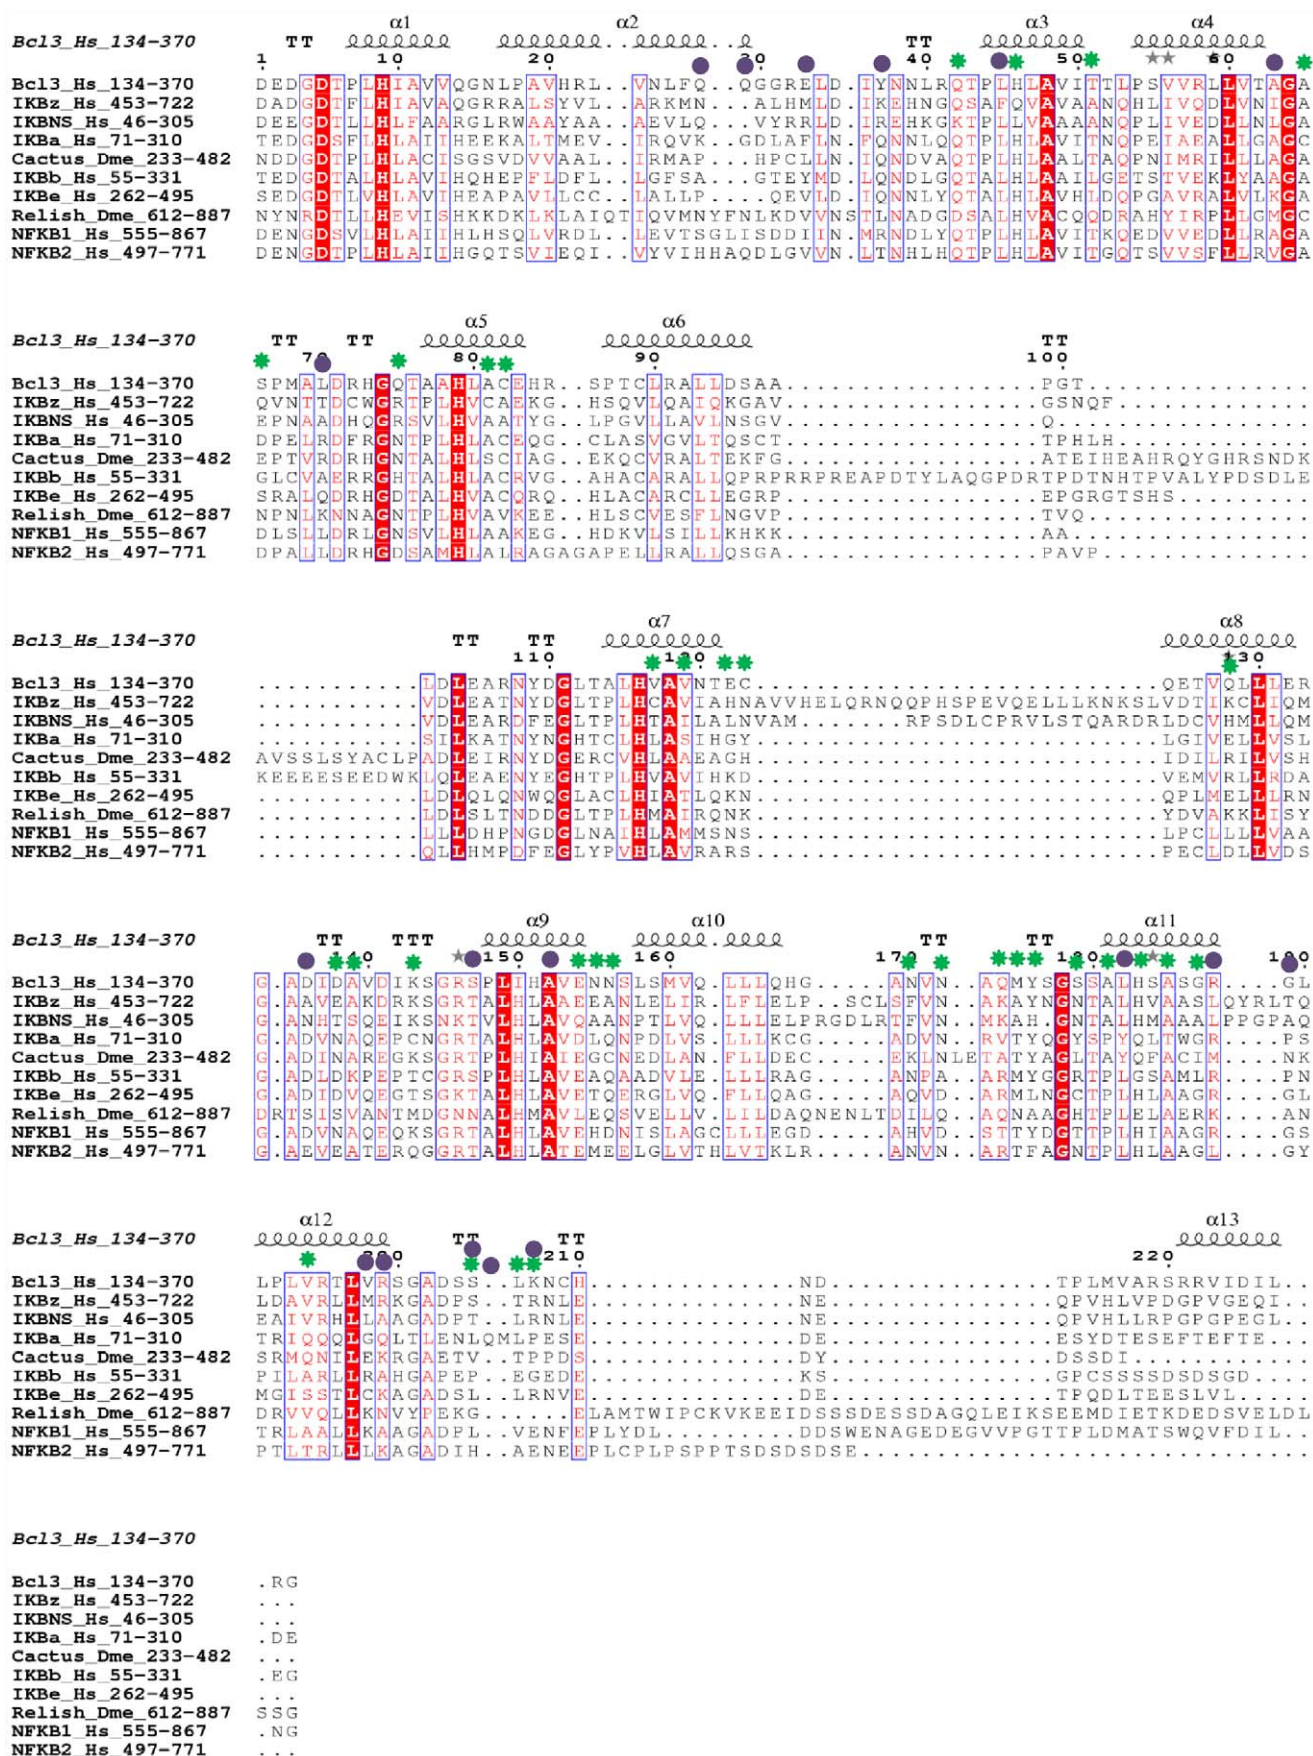 α1 α2 α3 α4
Bcl3_Hs_134-370 TT TT
1 10 20 30 40 50 60
Bcl3_Hs_134-370 DEDGDTPLHIAVVQGNLPAVHRL..VNLFQ.QGGRELD.IYNNLRQTPLHLAVITTLPSVVRLLVTAGA
IKBz_Hs_453-722 DADGDTFLHIAVAQGRRALSYVL..ARKMN...ALHMLD.IKEHNGQSAFQVAVAANQHLIVQDLVNIGA
IKBNS_Hs_46-305 DEEGDTLLHLFAARGLRWAAYAA..AEVLQ...VYRRLD.IREHKGKTPLLVAAAANQPLIVEDLLNLGA
IKBa_Hs_71-310 TEDGDSFLHLAIIHEEKALTMEV..IRQVK..GDLAFLN.FQNNLQQTPLHLAVITNQPEIAEALLGAGC
Cactus_Dme_233-482 NDDGDTPLHLACISGSVDVVAAL..IRMAP...HPCLLN.IQNDVAQTPLHLAALTAQPNIMRILLLAGA
IKBb_Hs_55-331 TEDGDTALHLAVIHQHEPFLDFL..LGFSA...GTEYMD.LQNDLGQTALHLAAILGETSTVEKLYAAGA
IKBe_Hs_262-495 SEDGDTLLHLAVIHEAPAVLLCC..LALLP....QEVLD.IQNNLYQTALHLAVHLDQPGAVRALVLKGA
Relish_Dme_612-887 NYNRDTLLHEVISHKKDKLKLAIQTIQVMNYFNLKDVVNSTLNADGDSALHVACQQDRAHYIRPLLGMGC
NFKB1_Hs_555-867 DENGDSVLHLAIIHLHSQLVRDL..LEVTSGLISDDIIN.MRNDLYQTPLHLAVITKQEDVVEDLLRAGA
NFKB2_Hs_497-771 DENGDTPLHLAIIHGQTSVIEQI..VYVIHHAQDLGVVN.LTNHLHQTPLHLAVITGQTSVVSFLLRVGA
α5 α6
Bcl3_Hs_134-370 TT TT TT
70 80 90 100
Bcl3_Hs_134-370 SPMALDRHGQTAAHLACEHR..SPTCLRALLDSAA.................PGT..............
IKBz_Hs_453-722 QVNTTDCWGRTPLHVCAEKG..HSQVLQAIQKGAV.................GSNQF............
IKBNS_Hs_46-305 EPNAADHQGRSVLHVAATYG..LPGVLLAVLNSGV.................Q................
IKBa_Hs_71-310 DPELRDFRGNTPLHLACEQG..CLASVGVLTQSCT.................TPHLH............
Cactus_Dme_233-482 EPTVRDRHGNTALHLSCIAG..EKQCVRALTEKFG.................ATEIHEAHRQYGHRSNDK
IKBb_Hs_55-331 GLCVAERRGHTALHLACRVG..AHACARALLQPRPRRPREAPDTYLAQGPDRTPDTNHTPVALYPDSDLE
IKBe_Hs_262-495 SRALQDRHGDTALHVACQRQ..HLACARCLLEGRP.................EPGRGTSHS........
Relish_Dme_612-887 NPNLKNNAGNTPLHVAVKEE..HLSCVESFLNGVP.................TVQ..............
NFKB1_Hs_555-867 DLSLLDRLGNSVLHLAAKEG..HDKVLSILLKHKK.................AA...............
NFKB2_Hs_497-771 DPALLDRHGDSAMHLALRAGAGAPELLRALLQSGA.................PAVP.............
α7 α8
Bcl3_Hs_134-370 TT TT
110 120 130
Bcl3_Hs_134-370 ...........LDLEARNYDGLTALHVAVNTEC...........................QETVQLLLER
IKBz_Hs_453-722 ...........VDLEATNYDGLTPLHCAVIAHNAVVHELQRNQQPHSPEVQELLLKNKSLVDTIKCLIQM
IKBNS_Hs_46-305 ...........VDLEARDFEGLTPLHTAILALNVAM.......RPSDLCPRVLSTQARDRLDCVHMLLQM
IKBa_Hs_71-310 ...........SILKATNYNGHTCLHLASIHGY...........................LGIVELLVSL
Cactus_Dme_233-482 AVSSLSYACLPADLEIRNYDGERCVHLAAEAGH...........................IDILRILVSH
IKBb_Hs_55-331 KEEEESEEDWKLQLEAENYEGHTPLHVAVIHKD...........................VEMVRLLRDA
IKBe_Hs_262-495 ...........LDLQLQNWQGLACLHIATLQKN...........................QPLMELLLRN
Relish_Dme_612-887 ...........LDLSLTNDDGLTPLHMAIRQNK...........................YDVAKKLISY
NFKB1_Hs_555-867 ...........LLLDHPNGDGLNAIHLAMMSNS...........................LPCLLLLVAA
NFKB2_Hs_497-771 ...........QLLHMPDFEGLYPVHLAVRARS...........................PECLDLLVDS
α9 α10 α11
Bcl3_Hs_134-370 TT TTT TT TT
140 150 160 170 180 190
Bcl3_Hs_134-370 G.ADIDAVDIKSGRSPLIHAVENNSLSMVQ.LLLQHG.....ANVN..AQMYSGSSALHSASGR....GL
IKBz_Hs_453-722 G.AAVEAKDRKSGRTALHLAAEEANLELIR.LFLELP..SCLSFVN..AKAYNGNTALHVAASLQYRLTQ
IKBNS_Hs_46-305 G.ANHTSQEIKSNKTVLHLAVQAANPTLVQ.LLLELPRGDLRTFVN..MKAH.GNTALHMAAALPPGPAQ
IKBa_Hs_71-310 G.ADVNAQEPCNGRTALHLAVDLQNPDLVS.LLLKCG.....ADVN..RVTYQGYSPYQLTWGR....PS
Cactus_Dme_233-482 G.ADINAREGKSGRTPLHIAIEGCNEDLAN.FLLDEC.....EKLNLETATYAGLTAYQFACIM....NK
IKBb_Hs_55-331 G.ADLDKPEPTCGRSPLHLAVEAQAADVLE.LLLRAG.....ANPA..ARMYGGRTPLGSAMLR....PN
IKBe_Hs_262-495 G.ADIDVQEGTSGKTALHLAVETQERGLVQ.FLLQAG.....AQVD..ARMLNGCTPLHLAAGR....GL
Relish_Dme_612-887 DRTSISVANTMDGNNALHMAVLEQSVELLV.LILDAQNENLTDILQ..AQNAAGHTPLELAERK....AN
NFKB1_Hs_555-867 G.ADVNAQEQKSGRTALHLAVEHDNISLAGCLLLEGD.....AHVD..STTYDGTTPLHIAAGR....GS
NFKB2_Hs_497-771 G.AEVEATERQGGRTALHLATEMEELGLVTHLVTKLR.....ANVN..ARTFAGNTPLHLAAGL....GY
α12 α13
Bcl3_Hs_134-370 TT TT
200 210 220
Bcl3_Hs_134-370 LPLVRTLVRSGADSS..LKNCH..............ND...............TPLMVARSRRVIDIL..
IKBz_Hs_453-722 LDAVRLLMRKGADPS..TRNLE..............NE...............QPVHLVPDGPVGEQI..
IKBNS_Hs_46-305 EAIVRHLLAAGADPT..LRNLE..............NE...............QPVHLLRPGPGPEGL..
IKBa_Hs_71-310 TRIQQQLGQLTLENLQMLPESE..............DE...............ESYDTESEFTEFTE...
Cactus_Dme_233-482 SRMQNILEKRGAETV..TPPDS..............DY...............DSSDI............
IKBb_Hs_55-331 PILARLLRAHGAPEP..EGEDE..............KS...............GPCSSSSDSDSGD....
IKBe_Hs_262-495 MGISSTLCKAGADSL..LRNVE..............DE...............TPQDLTEESLVL.....
Relish_Dme_612-887 DRVVQLLKNVYPEKG......ELAMTWIPCKVKEEIDSSSDESSDAGQLEIKSEEMDIETKDEDSVELDL
NFKB1_Hs_555-867 TRLAALLKAAGADPL..VENFEPLYDL.........DDSWENAGEDEGVVPGTTPLDMATSWQVFDIL..
NFKB2_Hs_497-771 PTLTRLLLKAGADIH..AENEEPLCPLPSPPTSDSDSDSE..............................
Bcl3_Hs_134-370
Bcl3_Hs_134-370 .RG
IKBz_Hs_453-722 ...
IKBNS_Hs_46-305 ...
IKBa_Hs_71-310 .DE
Cactus_Dme_233-482 ...
IKBb_Hs_55-331 .EG
IKBe_Hs_262-495 ...
Relish_Dme_612-887 SSG
NFKB1_Hs_555-867 .NG
NFKB2_Hs_497-771 ...